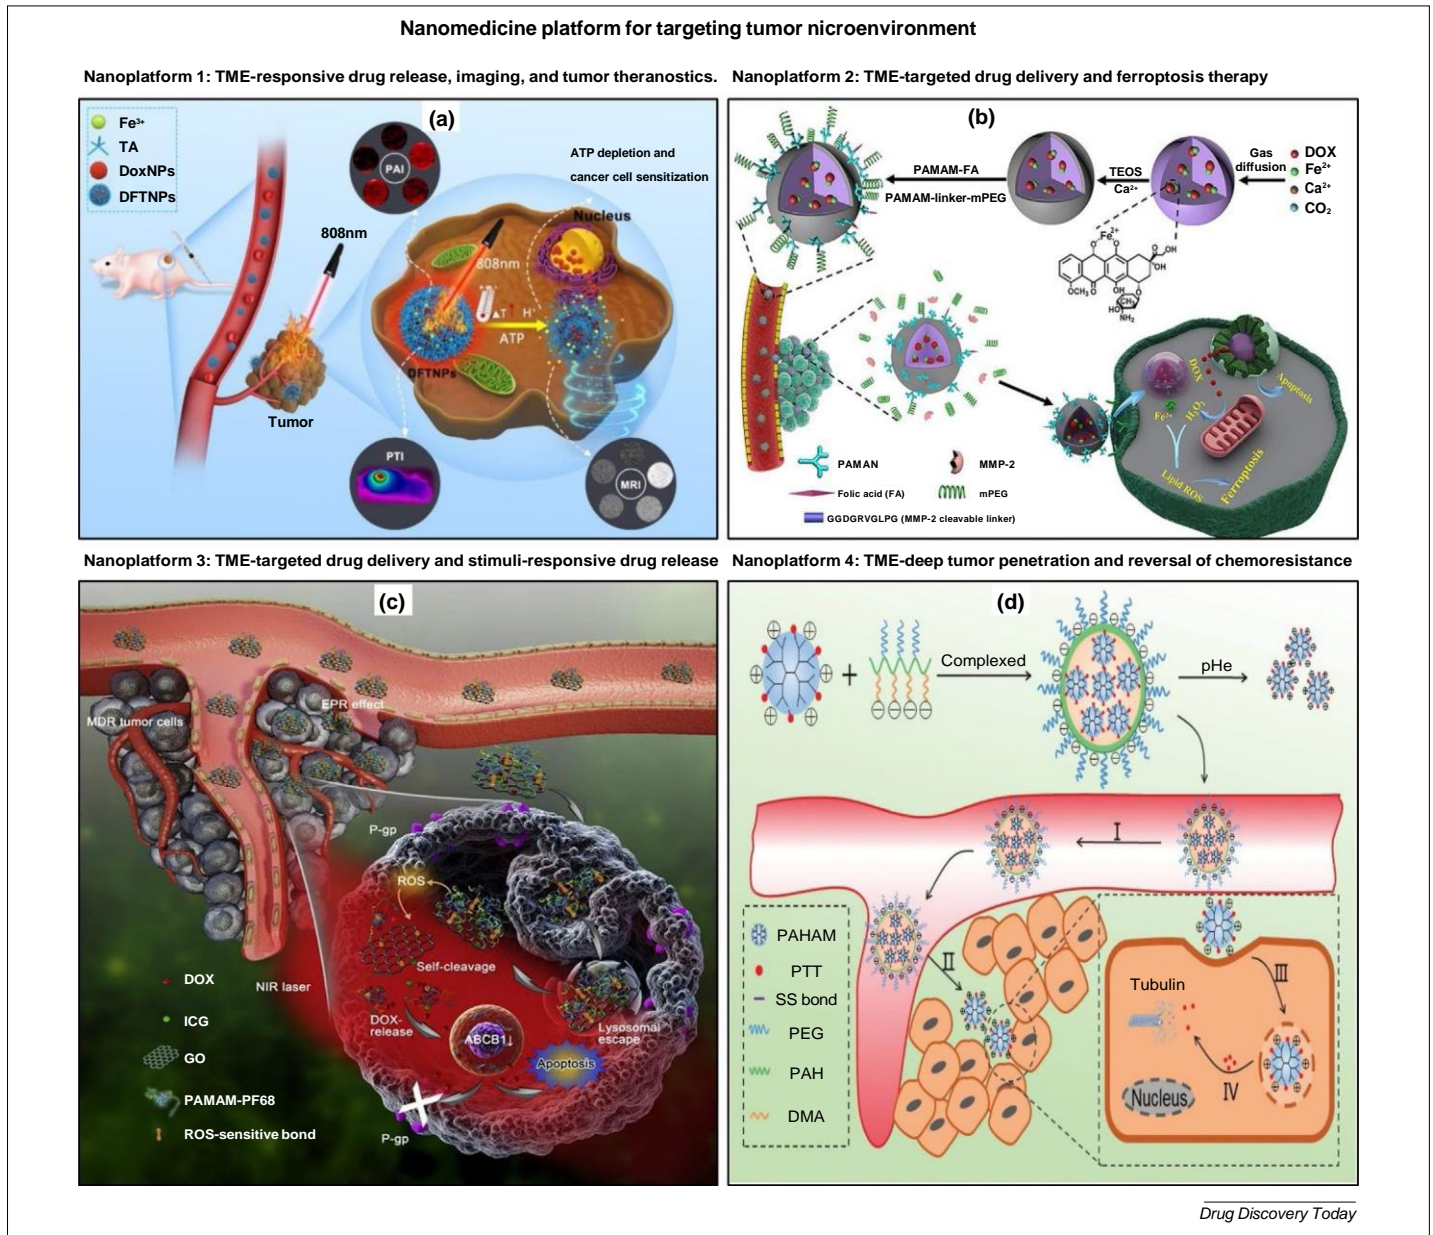 Nanomedicine platform for targeting tumor nicroenvironment
Nanoplatform 1: TME-responsive drug release, imaging, and tumor theranostics.
Nanoplatform 2: TME-targeted drug delivery and ferroptosis therapy
(a)
Fe³⁺
TA
DoxNPs
DFTNPs
808nm
Tumor
PAI
PTI
MRI
ATP depletion and
cancer cell sensitization
Nucleus
808nm
▲T↑ H⁺
ATP
DFTNPs
(b)
PAMAM-FA
PAMAM-linker-mPEG
TEOS
Ca²⁺
Gas
diffusion
DOX
Fe²⁺
Ca²⁺
CO₂
Fe²⁺
O
O
OH
O
OH
OCH₃
O
OH
O
CH₃
HO
NH₂
DOX
Fe²⁺
H₂O₂
Apoptosis
Lipid ROS
Ferroptosis
PAMAN
MMP-2
Folic acid (FA)
mPEG
GGDGRVGLPG (MMP-2 cleavable linker)
Nanoplatform 3: TME-targeted drug delivery and stimuli-responsive drug release
Nanoplatform 4: TME-deep tumor penetration and reversal of chemoresistance
(c)
MDR tumor cells
EPR effect
P-gp
ROS
Self-cleavage
NIR laser
DOX-
release
Lysosomal
escape
ABCB1↓
Apoptosis
P-gp
DOX
ICG
GO
PAMAM-PF68
ROS-sensitive bond
(d)
+
Complexed
pHe
I
II
III
IV
Tubulin
Nucleus
PAHAM
PTT
SS bond
PEG
PAH
DMA
Drug Discovery Today